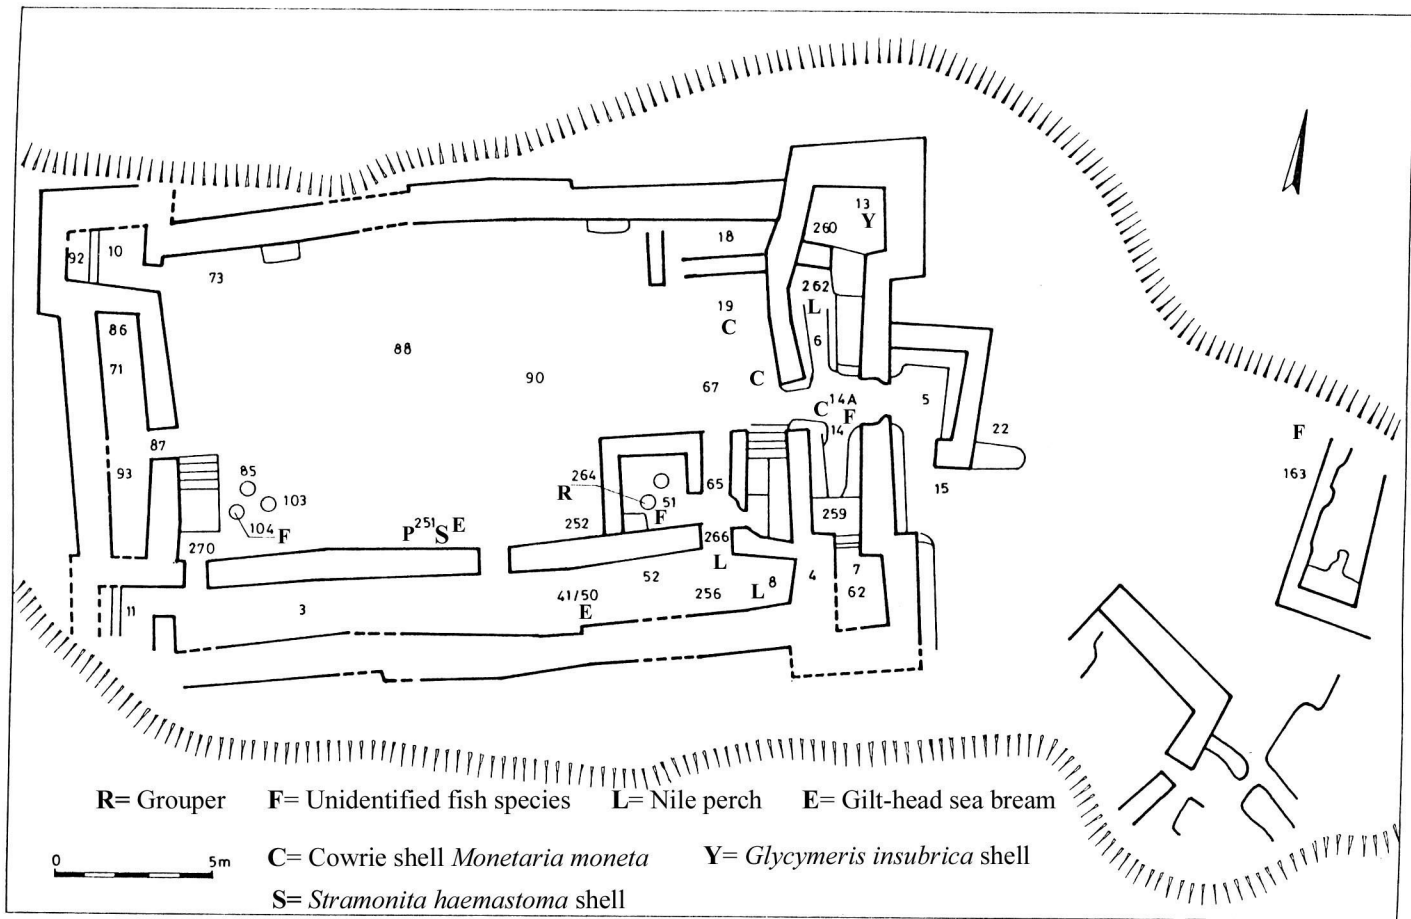 13
Y
260
18
10
92
73
262
L
19
C
6
86
88
71
90
C
67
5
14A
C
F
14
22
F
163
87
93
85
103
104
F
264
R
51
F
65
15
259
P 251 S E
252
270
266
L
52
4
7
8
L
62
11
3
41/50
E
256
R= Grouper F= Unidentified fish species L= Nile perch E= Gilt-head sea bream
0 5m
C= Cowrie shell Monetaria moneta Y= Glycymeris insubrica shell
S= Stramonita haemastoma shell